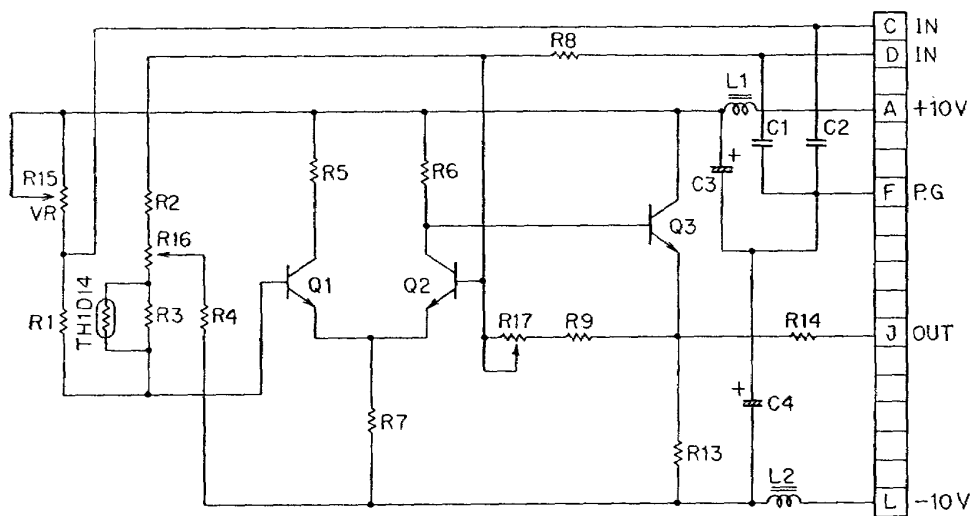 C IN
R8
D IN
L1
A +10V
C1
C2
R15
VR
R5
R6
C3
+
F P.G
R2
R16
Q3
Q1
Q2
TH1D14
R1
R3
R4
R17
R9
R14
J OUT
+
C4
R7
R13
L2
L -10V